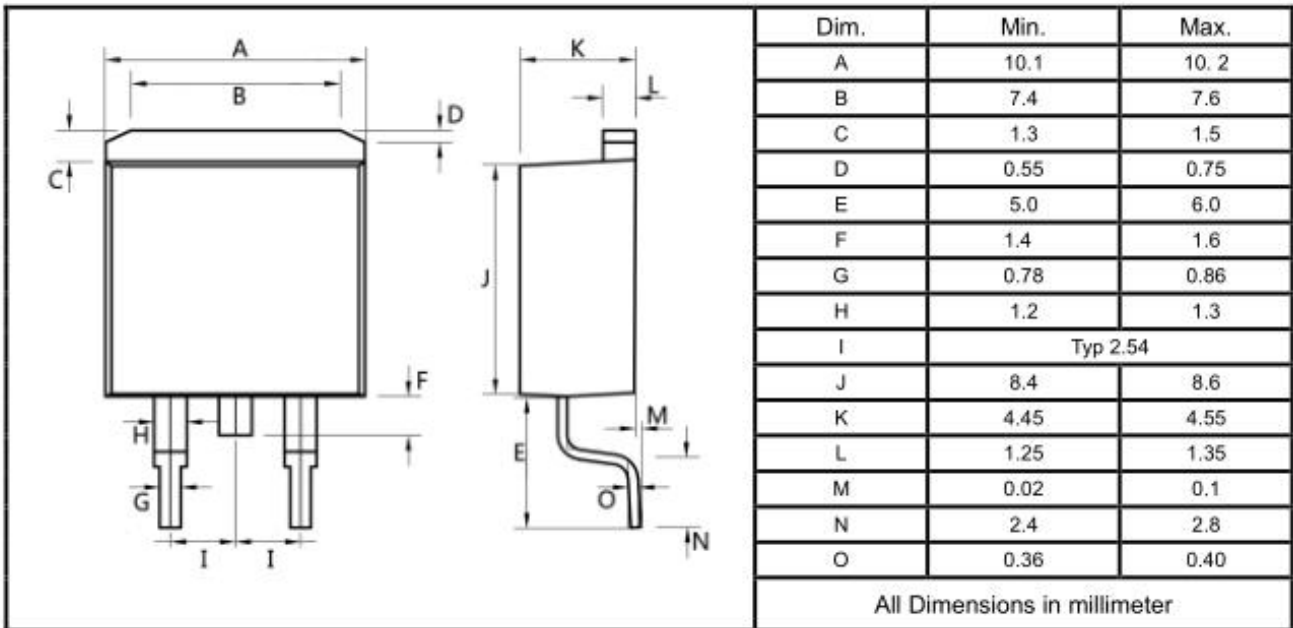 A
B
C
D
F
H
G
I I
K
L
J
E
M
O
N
Dim. Min. Max.
A 10.1 10. 2
B 7.4 7.6
C 1.3 1.5
D 0.55 0.75
E 5.0 6.0
F 1.4 1.6
G 0.78 0.86
H 1.2 1.3
I Typ 2.54
J 8.4 8.6
K 4.45 4.55
L 1.25 1.35
M 0.02 0.1
N 2.4 2.8
O 0.36 0.40
All Dimensions in millimeter